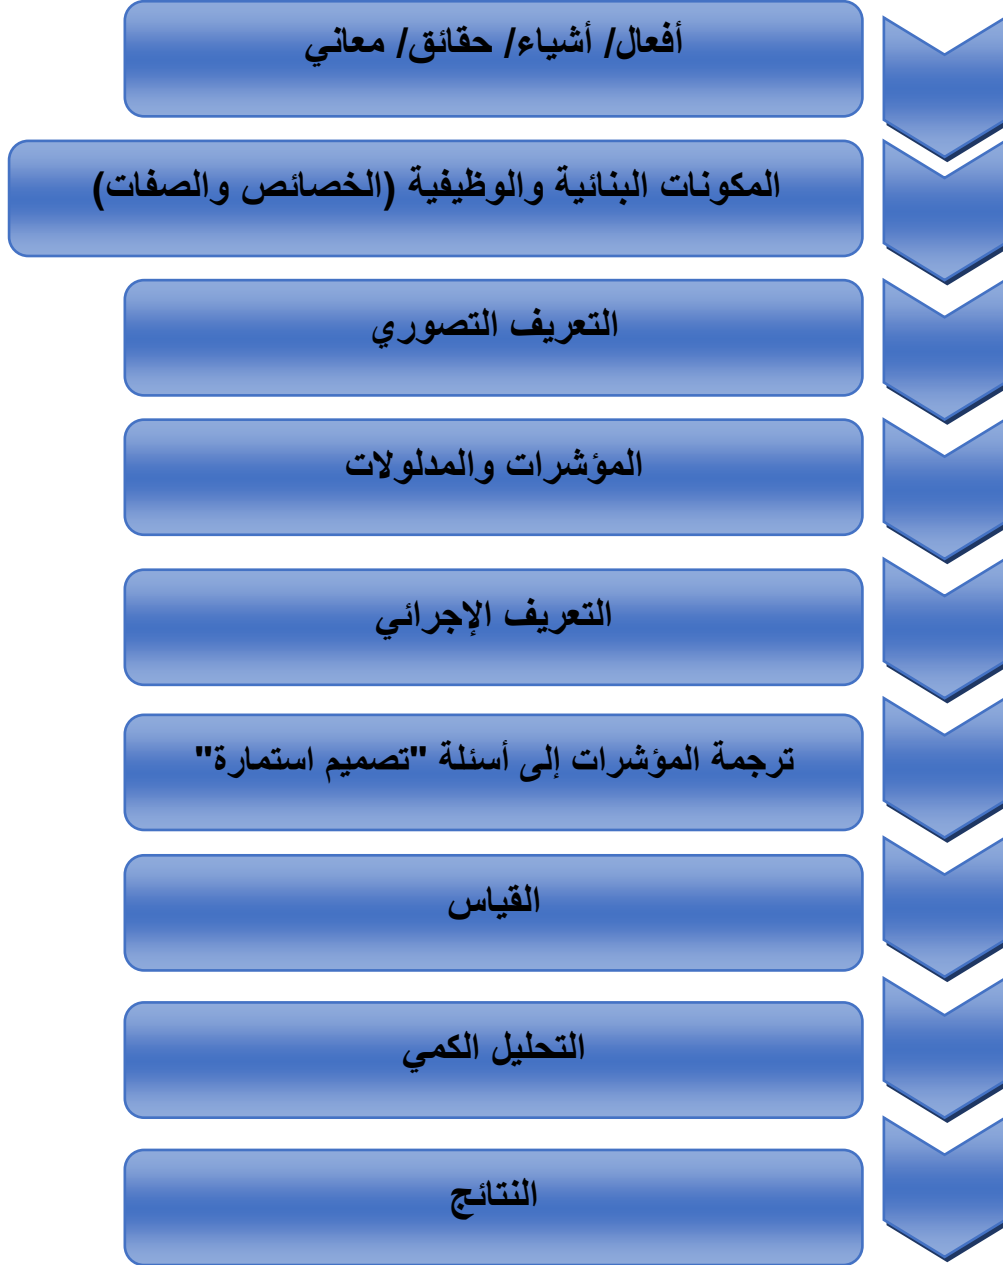 أفعال/ أشياء/ حقائق/ معاني
المكونات البنائية والوظيفية (الخصائص والصفات)
التعريف التصوري
المؤشرات والمدلولات
التعريف الإجرائي
ترجمة المؤشرات إلى أسئلة "تصميم استمارة"
القياس
التحليل الكمي
النتائج